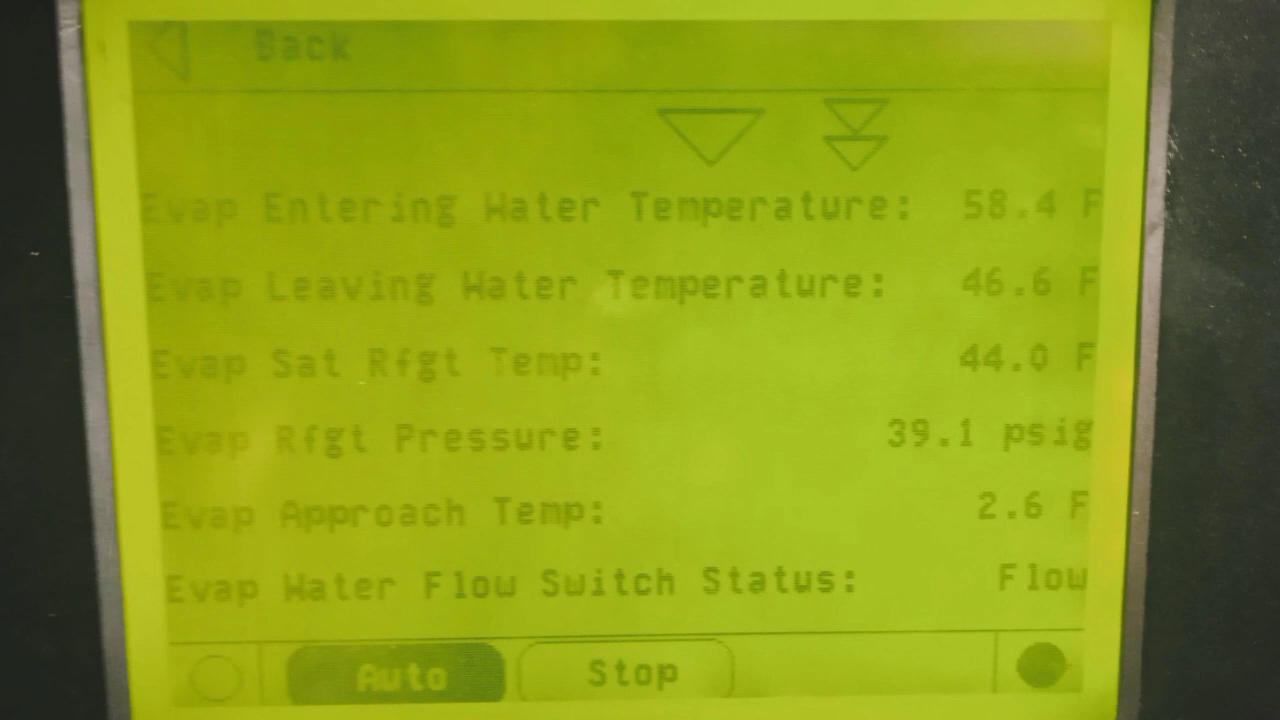 Back
Evap Entering Water Temperature: 58.4 F
Evap Leaving Water Temperature: 46.6 F
Evap Sat Rfgt Temp: 44.0 F
Evap Rfgt Pressure: 39.1 psig
Evap Approach Temp: 2.6 F
Evap Water Flow Switch Status: Flow
Auto Stop